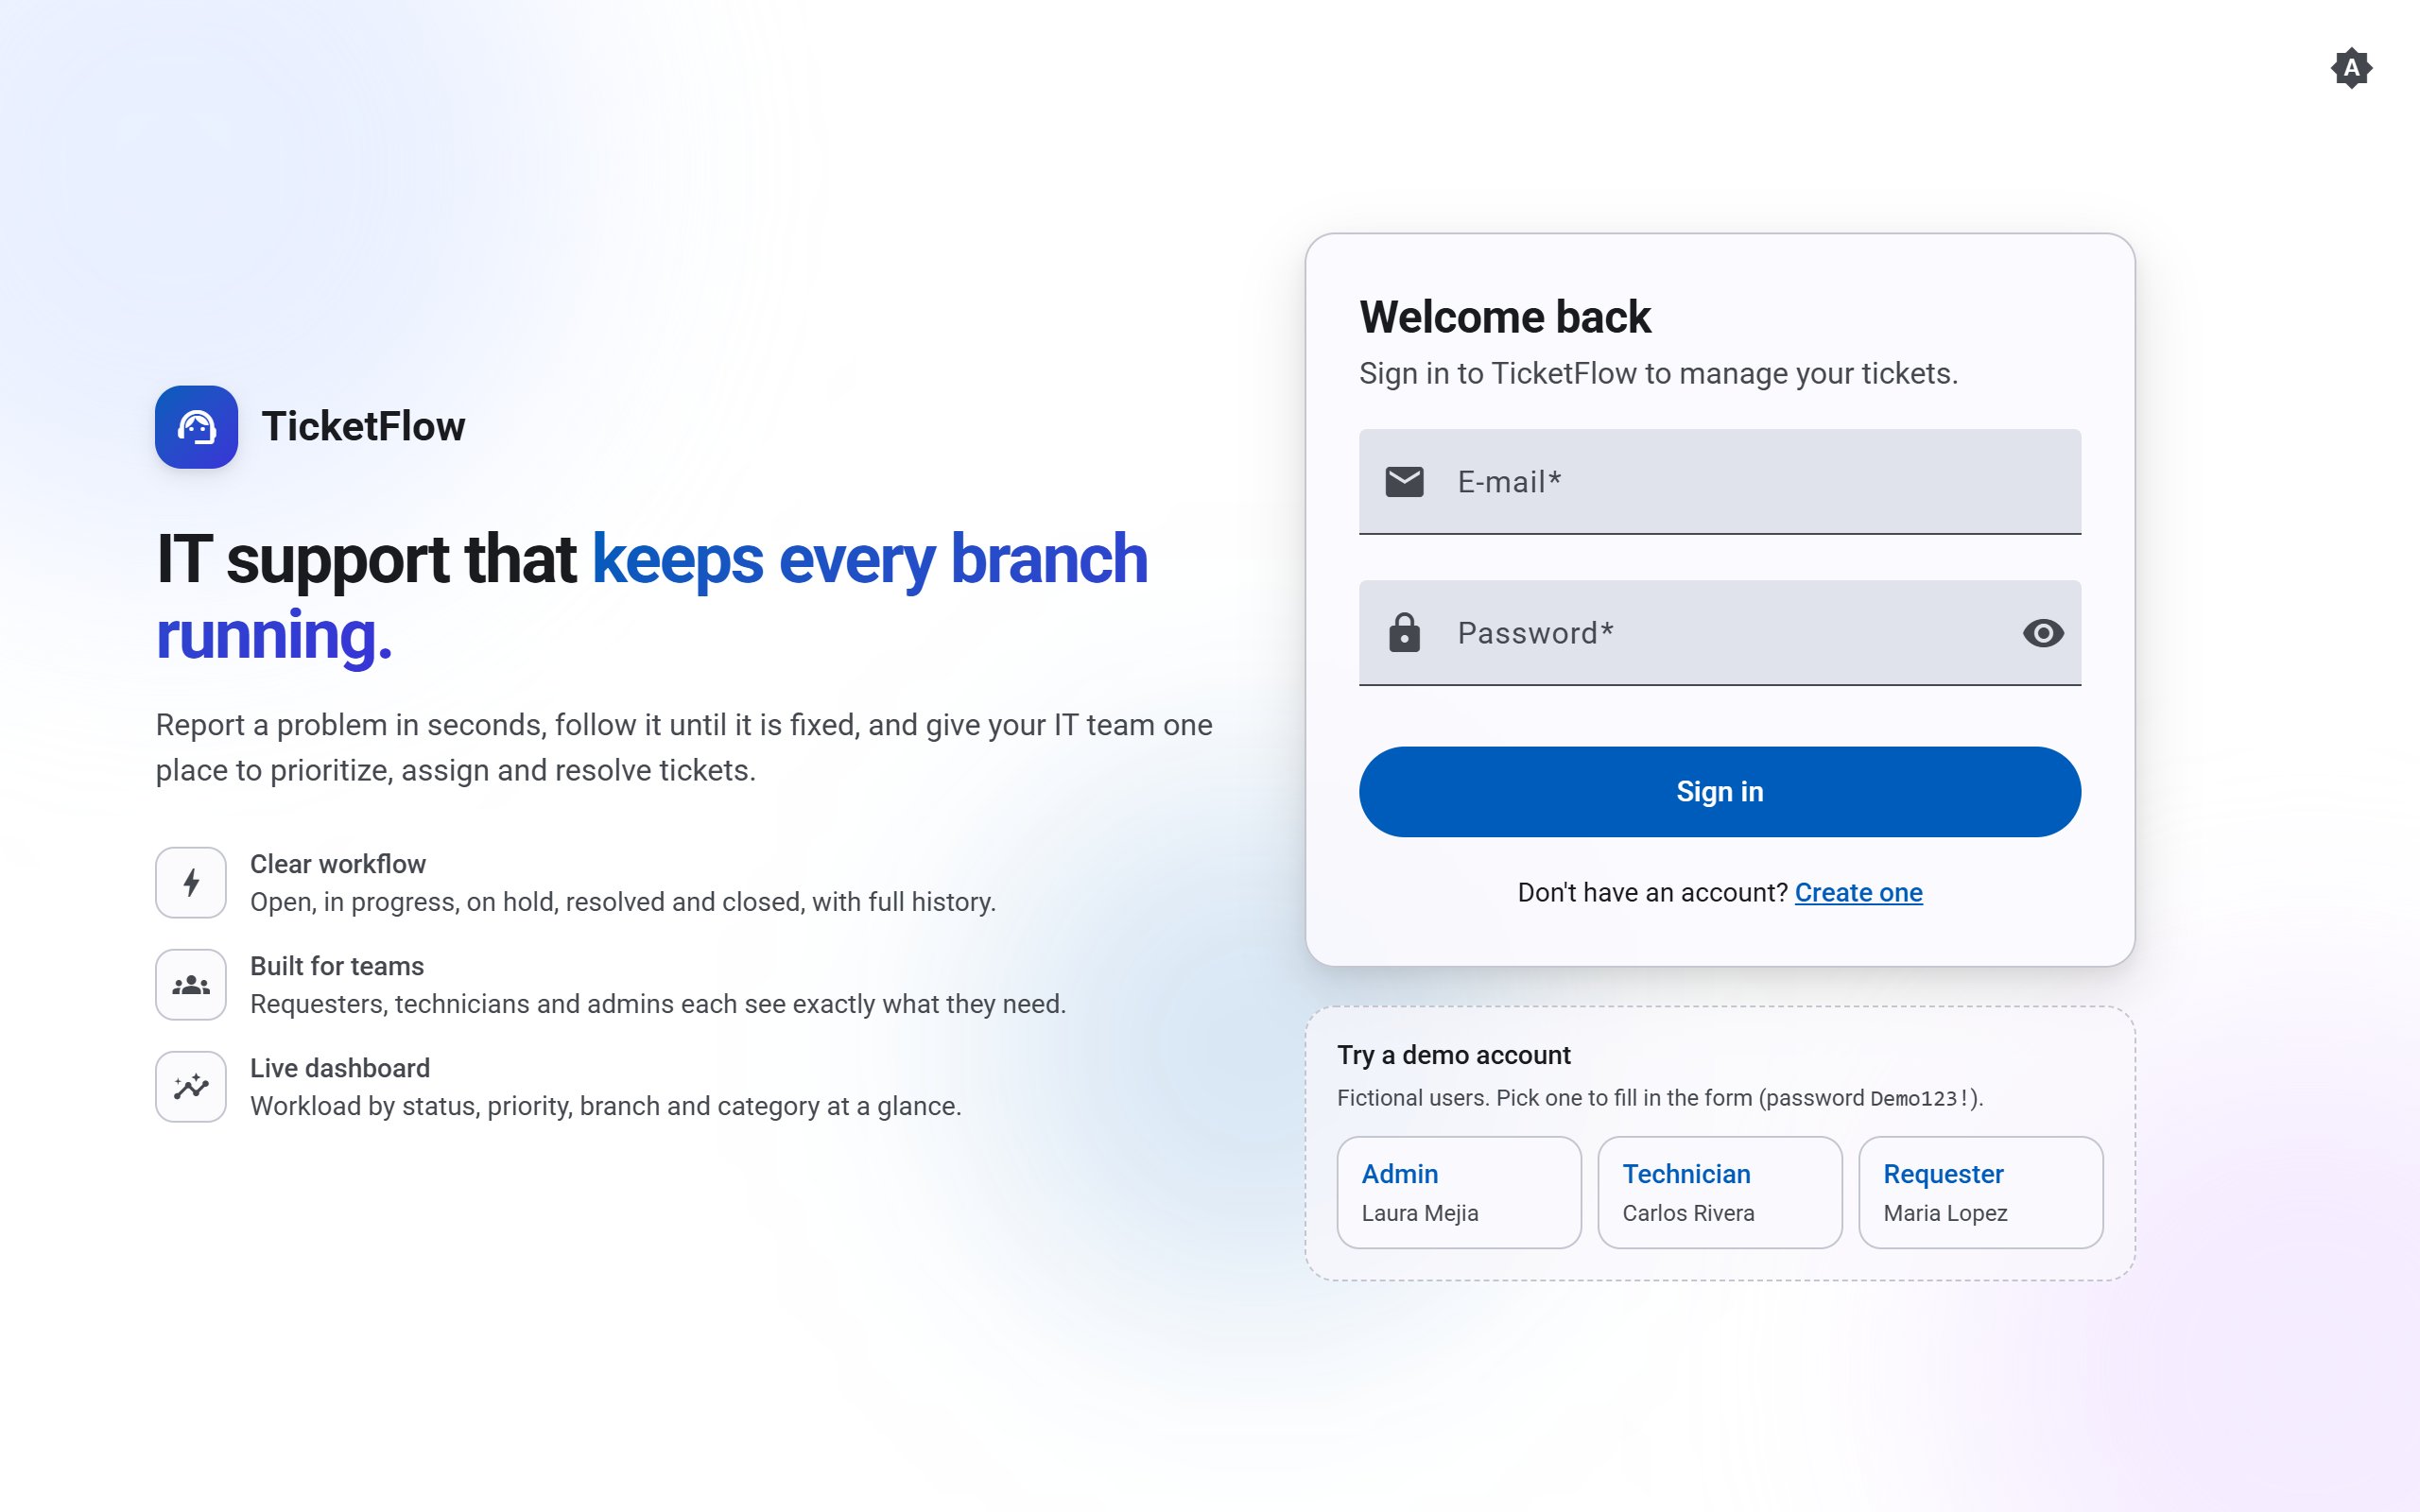 A
TicketFlow
IT support that keeps every branch
running.
Report a problem in seconds, follow it until it is fixed, and give your IT team one
place to prioritize, assign and resolve tickets.
Clear workflow
Open, in progress, on hold, resolved and closed, with full history.
Built for teams
Requesters, technicians and admins each see exactly what they need.
Live dashboard
Workload by status, priority, branch and category at a glance.
Welcome back
Sign in to TicketFlow to manage your tickets.
E-mail*
Password*
Sign in
Don't have an account? Create one
Try a demo account
Fictional users. Pick one to fill in the form (password Demo123!).
Admin
Laura Mejia
Technician
Carlos Rivera
Requester
Maria Lopez